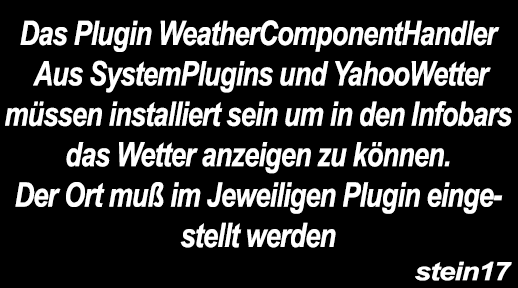 Das Plugin WeatherComponentHandler
Aus SystemPlugins und YahooWetter
müssen installiert sein um in den Infobars
das Wetter anzeigen zu können.
Der Ort muß im Jeweiligen Plugin einge-
stellt werden
stein17